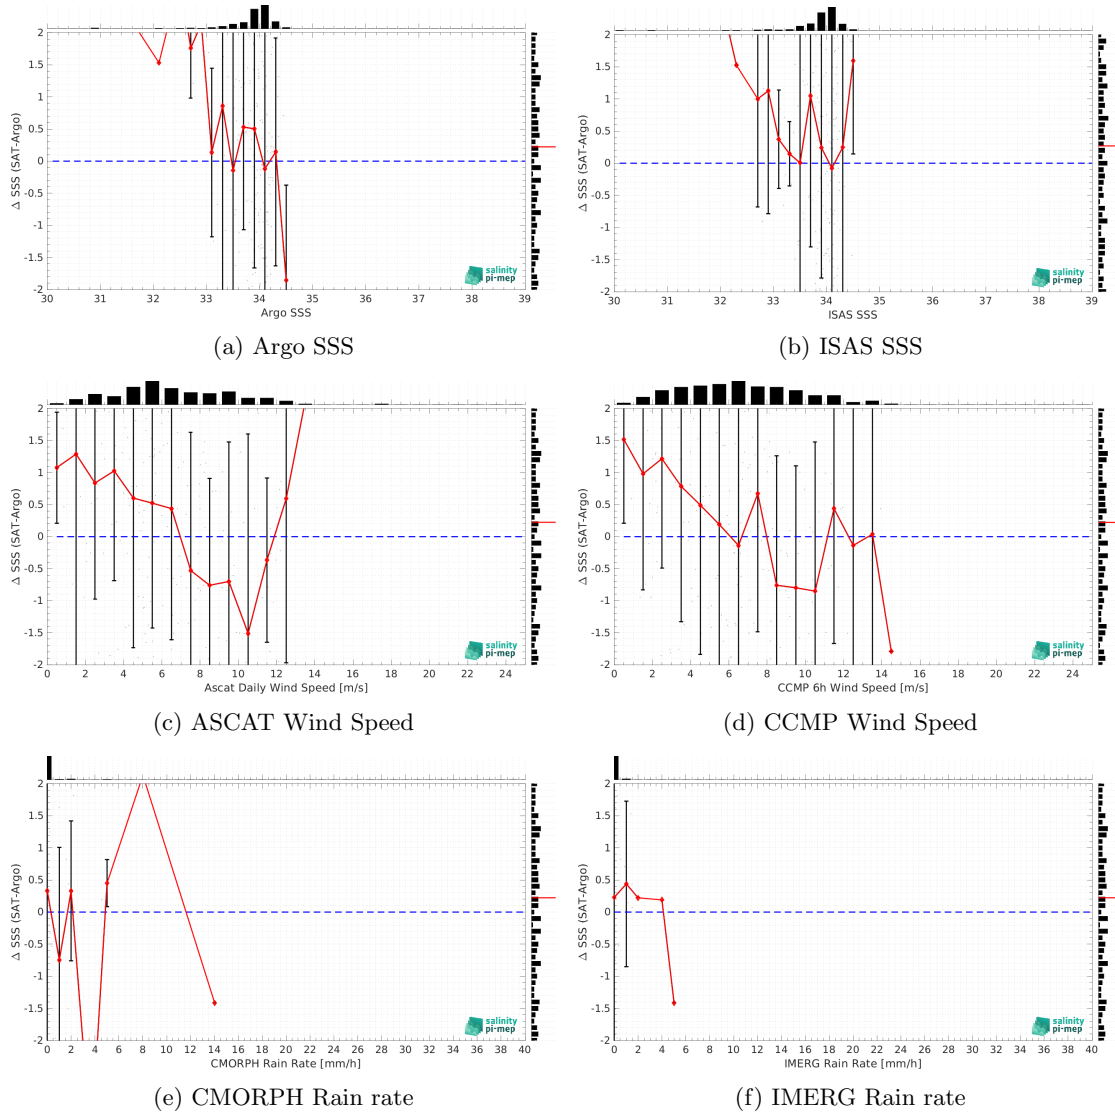 2
1.5
1
0.5
0
-0.5
-1
-1.5
-2
Δ SSS (SAT-Argo)
30 31 32 33 34 35 36 37 38 39
Argo SSS
salinity
pi-mep
(a) Argo SSS
2
1.5
1
0.5
0
-0.5
-1
-1.5
-2
Δ SSS (SAT-Argo)
30 31 32 33 34 35 36 37 38 39
ISAS SSS
salinity
pi-mep
(b) ISAS SSS
2
1.5
1
0.5
0
-0.5
-1
-1.5
-2
Δ SSS (SAT-Argo)
0 2 4 6 8 10 12 14 16 18 20 22 24
Ascat Daily Wind Speed [m/s]
salinity
pi-mep
(c) ASCAT Wind Speed
2
1.5
1
0.5
0
-0.5
-1
-1.5
-2
Δ SSS (SAT-Argo)
0 2 4 6 8 10 12 14 16 18 20 22 24
CCMP 6h Wind Speed [m/s]
salinity
pi-mep
(d) CCMP Wind Speed
2
1.5
1
0.5
0
-0.5
-1
-1.5
-2
Δ SSS (SAT-Argo)
0 2 4 6 8 10 12 14 16 18 20 22 24 26 28 30 32 34 36 38 40
CMORPH Rain Rate [mm/h]
salinity
pi-mep
(e) CMORPH Rain rate
2
1.5
1
0.5
0
-0.5
-1
-1.5
-2
Δ SSS (SAT-Argo)
0 2 4 6 8 10 12 14 16 18 20 22 24 26 28 30 32 34 36 38 40
IMERG Rain Rate [mm/h]
salinity
pi-mep
(f) IMERG Rain rate